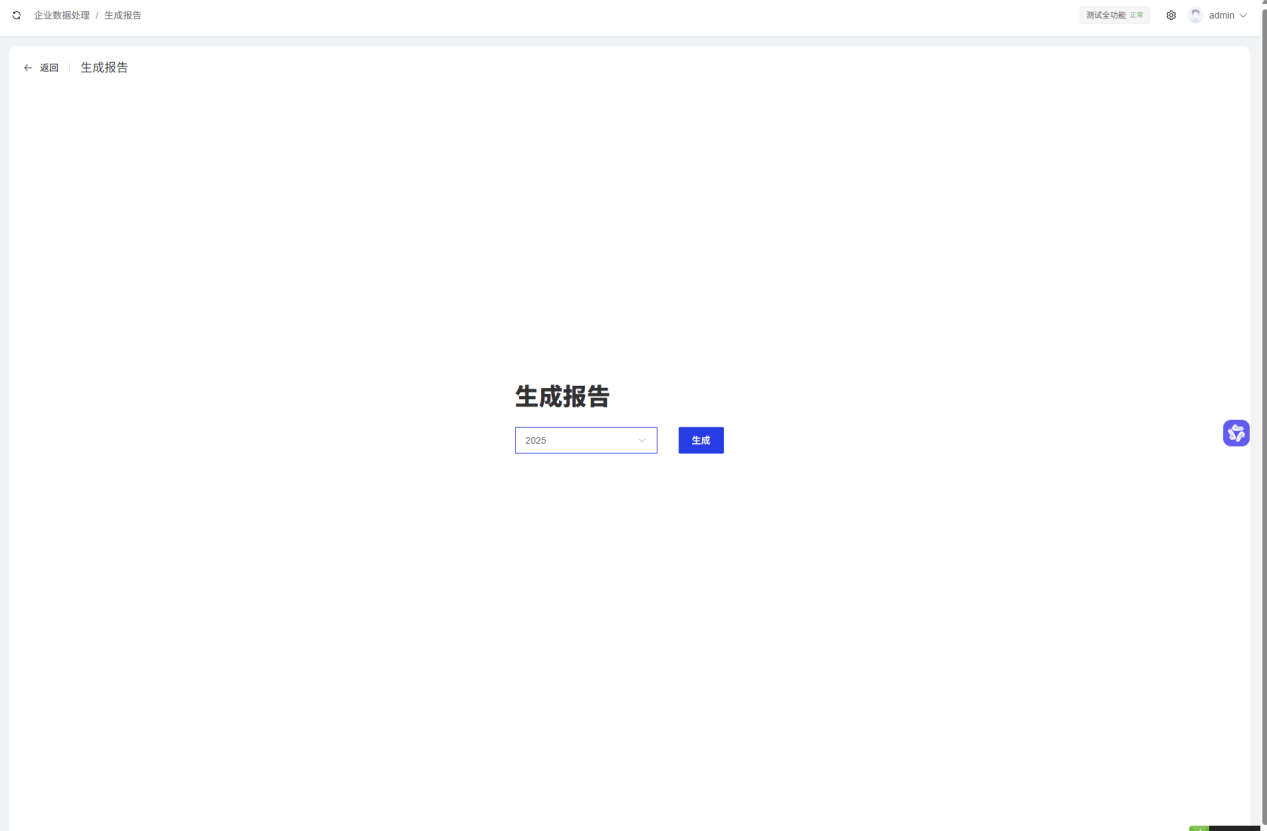 企业数据处理 / 生成报告
测试全功能 正常
admin
返回
生成报告
生成报告
2025
生成